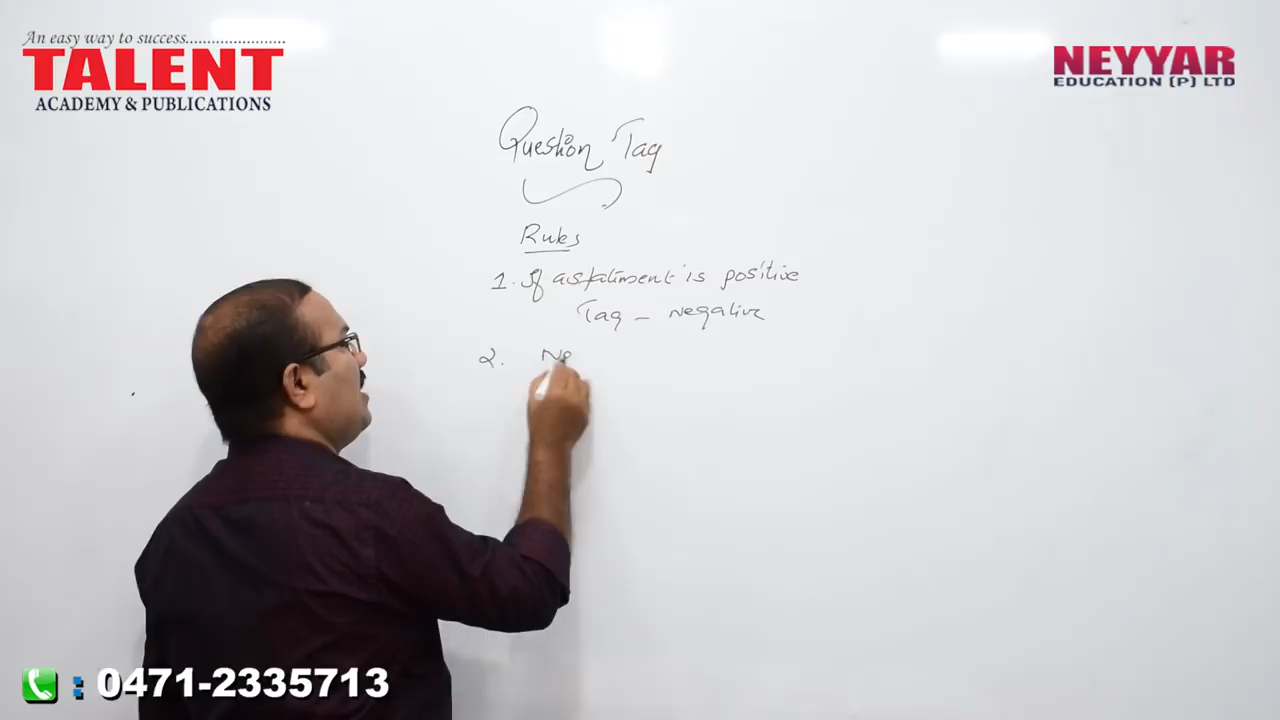 An easy way to success........................
TALENT
ACADEMY & PUBLICATIONS
NEYYAR
EDUCATION (P) LTD
Question Tag
Rules
1. If a statiment is positive
Tag - negative
2. Ne
: 0471-2335713